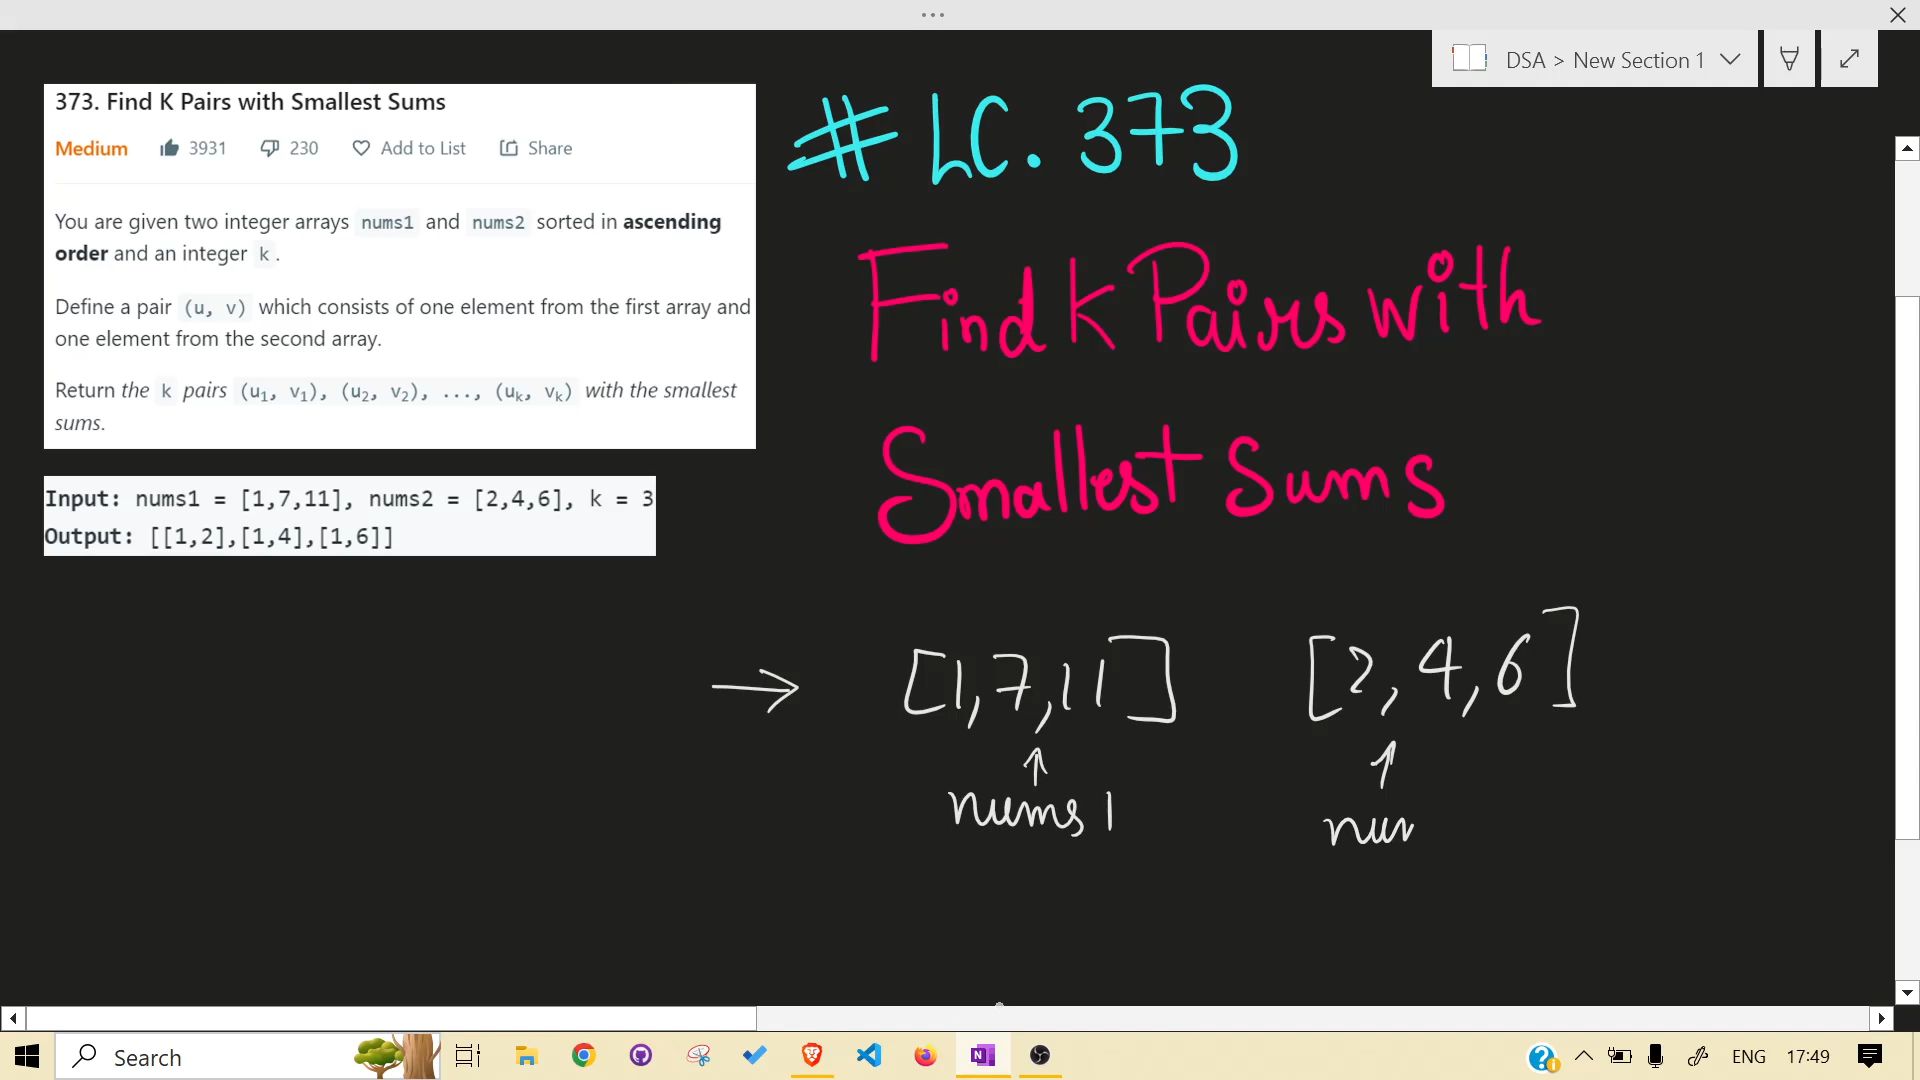 DSA > New Section 1
373. Find K Pairs with Smallest Sums
Medium 3931 230 Add to List Share
You are given two integer arrays nums1 and nums2 sorted in ascending
order and an integer k.
Define a pair (u, v) which consists of one element from the first array and
one element from the second array.
Return the k pairs (u₁, v₁), (u₂, v₂), ..., (uₖ, vₖ) with the smallest
sums.
Input: nums1 = [1,7,11], nums2 = [2,4,6], k = 3
Output: [[1,2],[1,4],[1,6]]
# LC. 373
Find K Pairs with
Smallest Sums
→ [1,7,11] [2,4,6]
↑ ↑
nums1 nu
Search
ENG 17:49